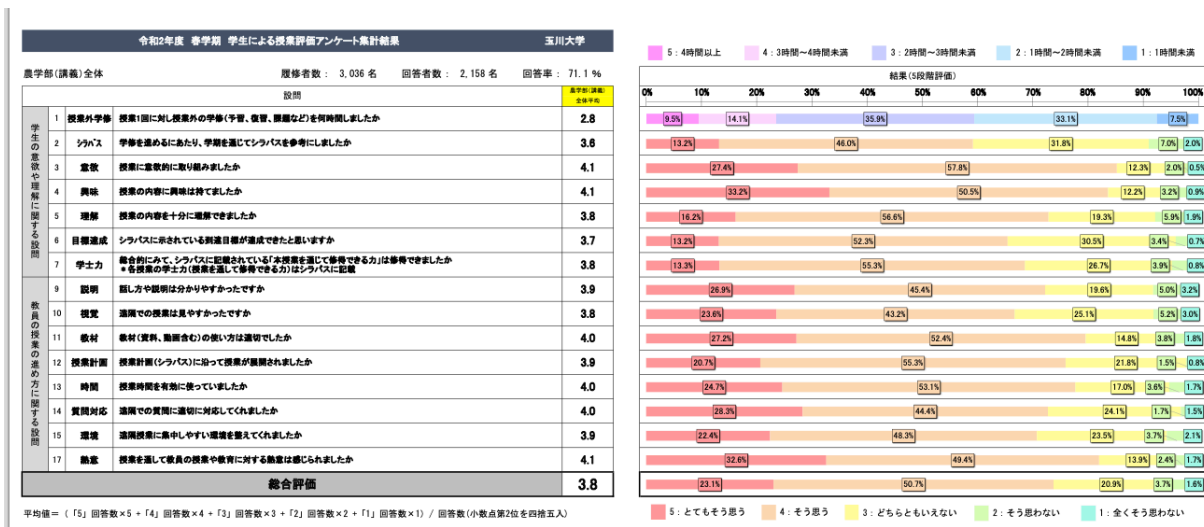 令和2年度 春学期 学生による授業評価アンケート集計結果 玉川大学
農学部(講義)全体 履修者数： 3,036 名 回答者数： 2,158 名 回答率： 71.1 %
設問 農学部(講義)全体平均
学生の意欲や理解に関する設問
1 授業外学修 授業1回に対し授業外の学修(予習、復習、課題など)を何時間しましたか 2.8
2 シラバス 学修を進めるにあたり、学期を通じてシラバスを参考にしましたか 3.6
3 意欲 授業に意欲的に取り組みましたか 4.1
4 興味 授業の内容に興味は持てましたか 4.1
5 理解 授業の内容を十分に理解できましたか 3.8
6 目標達成 シラバスに示されている到達目標が達成できたと思いますか 3.7
7 学士力 総合的にみて、シラバスに記載されている「本授業を通じて修得できる力」は修得できましたか
＊各授業の学士力(授業を通して修得できる力)はシラバスに記載 3.8
教員の授業の進め方に関する設問
9 説明 話し方や説明は分かりやすかったですか 3.9
10 視覚 遠隔での授業は見やすかったですか 3.8
11 教材 教材(資料、動画含む)の使い方は適切でしたか 4.0
12 授業計画 授業計画(シラバス)に沿って授業が展開されましたか 3.9
13 時間 授業時間を有効に使っていましたか 4.0
14 質問対応 遠隔での質問に適切に対応してくれましたか 4.0
15 環境 遠隔授業に集中しやすい環境を整えてくれましたか 3.9
17 熱意 授業を通して教員の授業や教育に対する熱意は感じられましたか 4.1
総合評価 3.8
平均値＝（「5」回答数×5＋「4」回答数×4＋「3」回答数×3＋「2」回答数×2＋「1」回答数×1）/ 回答数(小数点第2位を四捨五入)
5：4時間以上 4：3時間～4時間未満 3：2時間～3時間未満 2：1時間～2時間未満 1：1時間未満
結果(5段階評価)
0% 10% 20% 30% 40% 50% 60% 70% 80% 90% 100%
9.5% 14.1% 35.9% 33.1% 7.5%
13.2% 46.0% 31.8% 7.0% 2.0%
27.4% 57.8% 12.3% 2.0% 0.5%
33.2% 50.5% 12.2% 3.2% 0.9%
16.2% 56.6% 19.3% 5.9% 1.9%
13.2% 52.3% 30.5% 3.4% 0.7%
13.3% 55.3% 26.7% 3.9% 0.8%
26.9% 45.4% 19.6% 5.0% 3.2%
23.6% 43.2% 25.1% 5.2% 3.0%
27.2% 52.4% 14.8% 3.8% 1.8%
20.7% 55.3% 21.8% 1.5% 0.8%
24.7% 53.1% 17.0% 3.6% 1.7%
28.3% 44.4% 24.1% 1.7% 1.5%
22.4% 48.3% 23.5% 3.7% 2.1%
32.6% 49.4% 13.9% 2.4% 1.7%
23.1% 50.7% 20.9% 3.7% 1.6%
5：とてもそう思う 4：そう思う 3：どちらともいえない 2：そう思わない 1：全くそう思わない